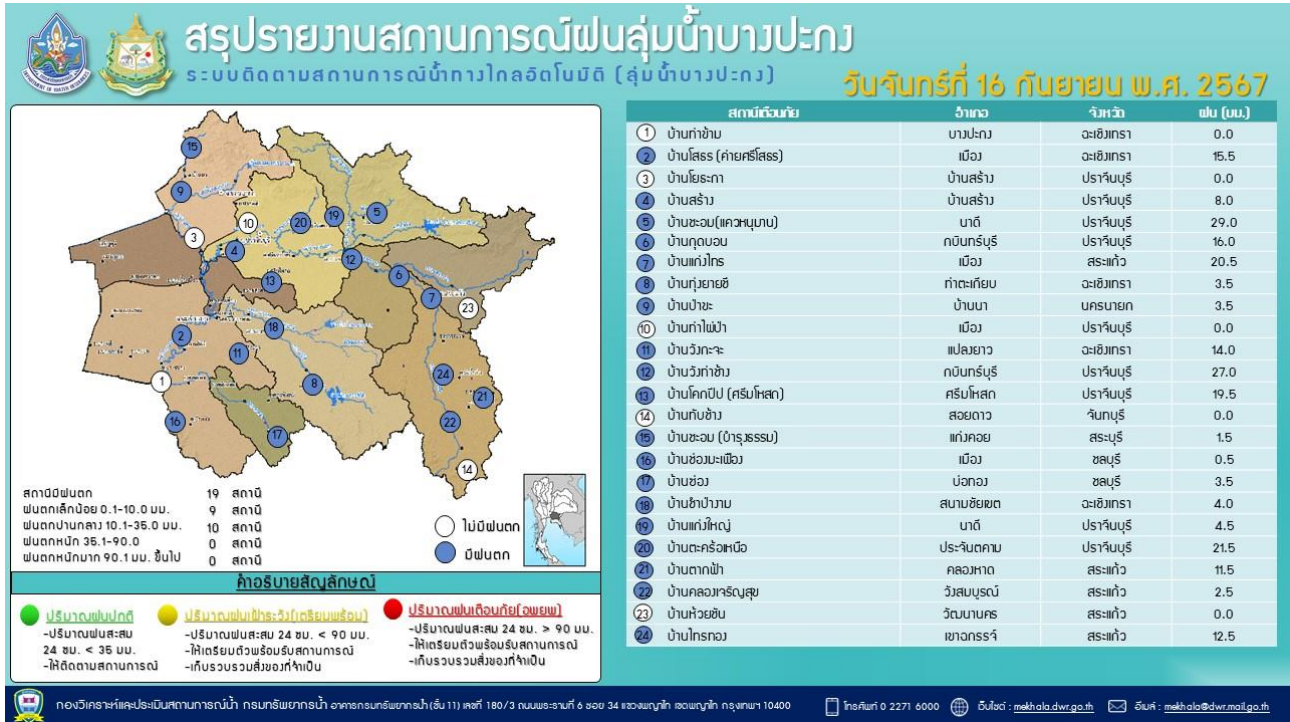 สรุปรายงานสถานการณ์ฝนลุ่มน้ำบางปะกง
ระบบติดตามสถานการณ์น้ำทางไกลอัตโนมัติ (ลุ่มน้ำบางปะกง)
วันจันทร์ที่ 16 กันยายน พ.ศ. 2567
สถานีเตือนภัย อำเภอ จังหวัด ฝน (มม.)
1 บ้านท่าข้าม บางปะกง ฉะเชิงเทรา 0.0
2 บ้านโสธร (ค่ายศรีโสธร) เมือง ฉะเชิงเทรา 15.5
3 บ้านโยธะกา บ้านสร้าง ปราจีนบุรี 0.0
4 บ้านสร้าง บ้านสร้าง ปราจีนบุรี 8.0
5 บ้านชะอม(แควหนุมาน) นาดี ปราจีนบุรี 29.0
6 บ้านกุดบอน กบินทร์บุรี ปราจีนบุรี 16.0
7 บ้านแก่งไทร เมือง สระแก้ว 20.5
8 บ้านทุ่งยายชี ท่าตะเกียบ ฉะเชิงเทรา 3.5
9 บ้านป่าขะ บ้านนา นครนายก 3.5
10 บ้านท่าไผ่ป่า เมือง ปราจีนบุรี 0.0
11 บ้านวังกะจะ แปลงยาว ฉะเชิงเทรา 14.0
12 บ้านวังท่าช้าง กบินทร์บุรี ปราจีนบุรี 27.0
13 บ้านโคกปีป (ศรีมโหสถ) ศรีมโหสถ ปราจีนบุรี 19.5
14 บ้านทับช้าง สอยดาว จันทบุรี 0.0
15 บ้านชะอม (บำรุงธรรม) แก่งคอย สระบุรี 1.5
16 บ้านช่องมะเฟือง เมือง ชลบุรี 0.5
17 บ้านช่อง บ่อทอง ชลบุรี 3.5
18 บ้านชำป่างาม สนามชัยเขต ฉะเชิงเทรา 4.0
19 บ้านแก่งใหญ่ นาดี ปราจีนบุรี 4.5
20 บ้านตะคร้อเหนือ ประจันตคาม ปราจีนบุรี 21.5
21 บ้านตากฟ้า คลองหาด สระแก้ว 11.5
22 บ้านคลองเจริญสุข วังสมบูรณ์ สระแก้ว 2.5
23 บ้านห้วยชัน วัฒนานคร สระแก้ว 0.0
24 บ้านไทรทอง เขาฉกรรจ์ สระแก้ว 12.5
15
9
10
20
19
5
3
4
12
6
13
7
23
18
2
11
8
24
21
1
16
17
22
14
สถานีมีฝนตก 19 สถานี
ฝนตกเล็กน้อย 0.1-10.0 มม. 9 สถานี
ฝนตกปานกลาง 10.1-35.0 มม. 10 สถานี
ฝนตกหนัก 35.1-90.0 0 สถานี
ฝนตกหนักมาก 90.1 มม. ขึ้นไป 0 สถานี
ไม่มีฝนตก
มีฝนตก
คำอธิบายสัญลักษณ์
ปริมาณฝนปกติ
-ปริมาณฝนสะสม
24 ชม. < 35 มม.
-ให้ติดตามสถานการณ์
ปริมาณฝนเฝ้าระวัง(เตรียมพร้อม)
-ปริมาณฝนสะสม 24 ชม. < 90 มม.
-ให้เตรียมตัวพร้อมรับสถานการณ์
-เก็บรวบรวมสิ่งของที่จำเป็น
ปริมาณฝนเตือนภัย(อพยพ)
-ปริมาณฝนสะสม 24 ชม. > 90 มม.
-ให้เตรียมตัวพร้อมรับสถานการณ์
-เก็บรวบรวมสิ่งของที่จำเป็น
กองวิเคราะห์และประเมินสถานการณ์น้ำ กรมทรัพยากรน้ำ อาคารกรมทรัพยากรน้ำ (ชั้น 11) เลขที่ 180/3 ถนนพระรามที่ 6 ซอย 34 แขวงพญาไท เขตพญาไท กรุงเทพฯ 10400
โทรศัพท์ 0 2271 6000
เว็บไซต์ : mekhala.dwr.go.th
อีเมล์ : mekhala@dwr.mail.go.th